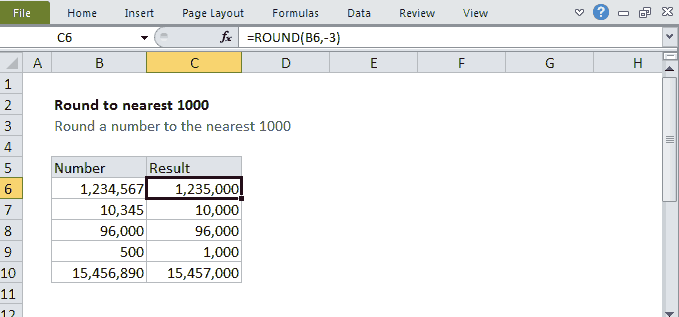 File Home Insert Page Layout Formulas Data Review View ?
C6 fx =ROUND(B6,-3)
A B C D E F G H
1
2 Round to nearest 1000
3 Round a number to the nearest 1000
4
5 Number Result
6 1,234,567 1,235,000
7 10,345 10,000
8 96,000 96,000
9 500 1,000
10 15,456,890 15,457,000
11
12